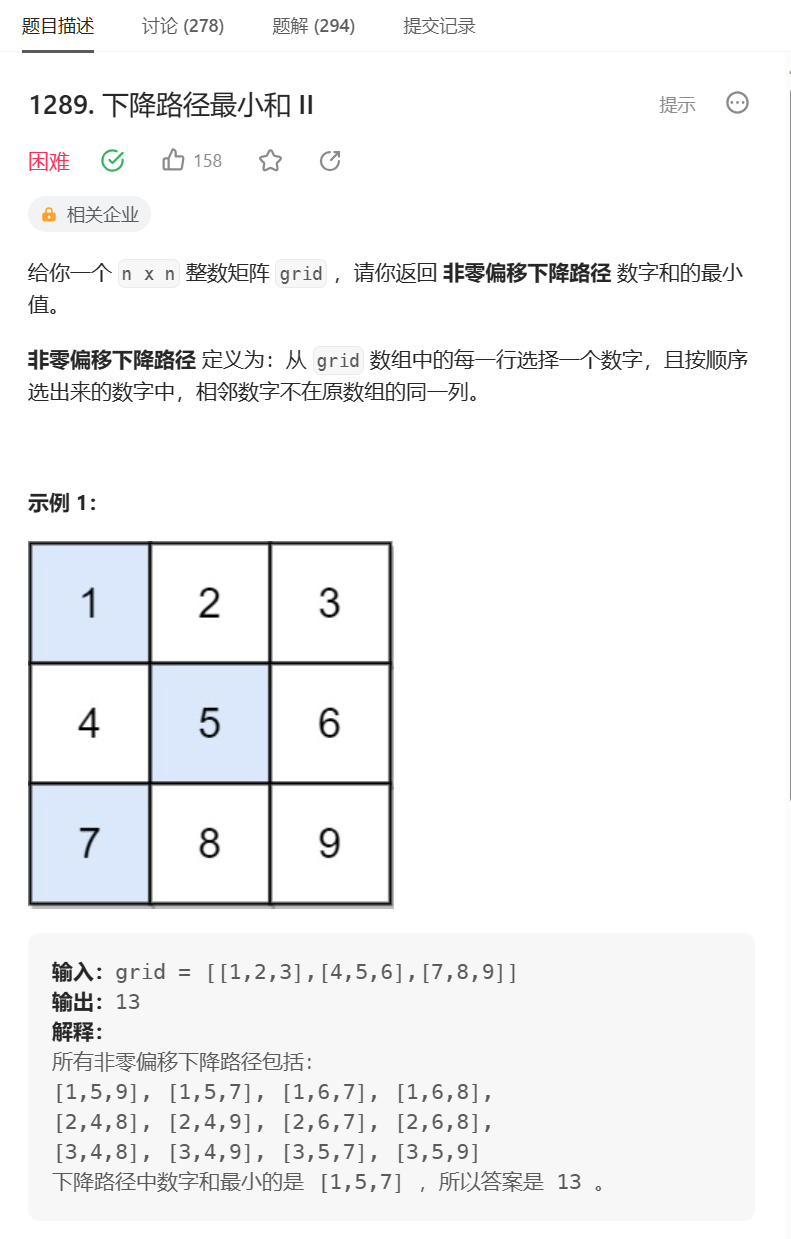 题目描述 讨论 (278) 题解 (294) 提交记录
1289. 下降路径最小和 II 提示
困难 158
相关企业
给你一个 n x n 整数矩阵 grid ，请你返回 非零偏移下降路径 数字和的最小
值。
非零偏移下降路径 定义为：从 grid 数组中的每一行选择一个数字，且按顺序
选出来的数字中，相邻数字不在原数组的同一列。
示例 1：
1 2 3
4 5 6
7 8 9
输入：grid = [[1,2,3],[4,5,6],[7,8,9]]
输出：13
解释：
所有非零偏移下降路径包括：
[1,5,9], [1,5,7], [1,6,7], [1,6,8],
[2,4,8], [2,4,9], [2,6,7], [2,6,8],
[3,4,8], [3,4,9], [3,5,7], [3,5,9]
下降路径中数字和最小的是 [1,5,7] ，所以答案是 13 。